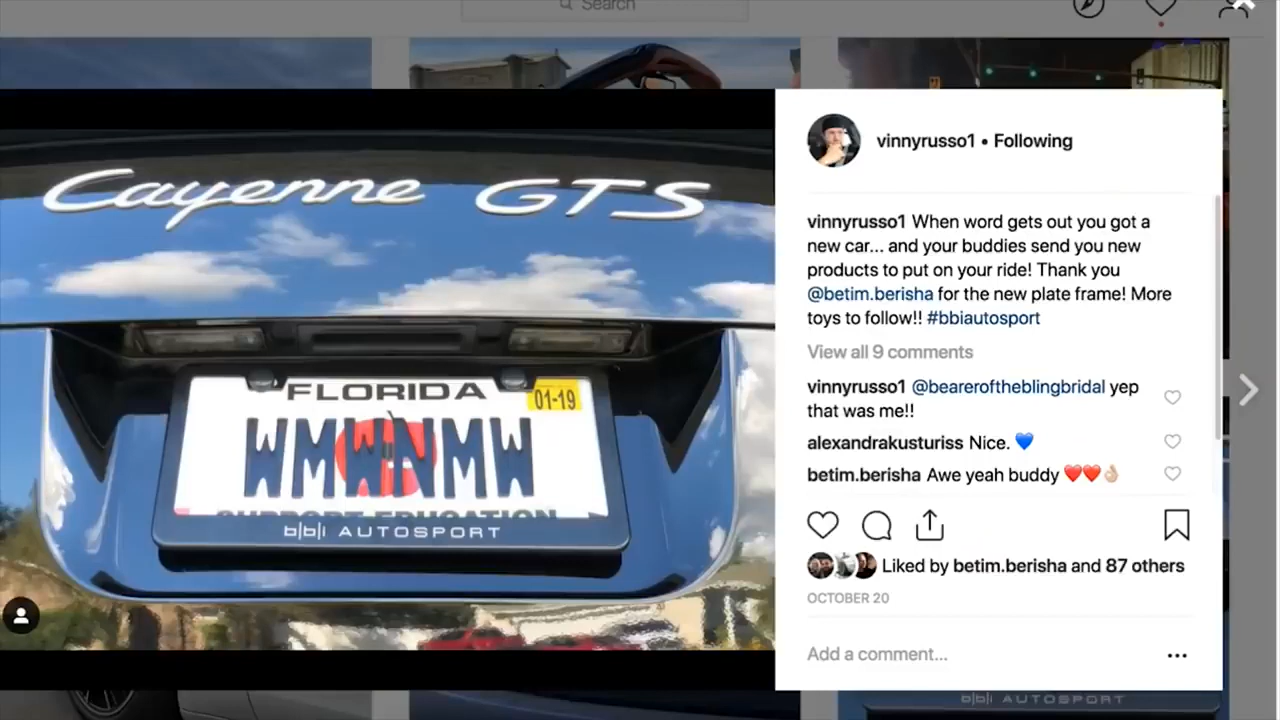 Search
Cayenne GTS
FLORIDA
01-19
WMWNMW
SUPPORT EDUCATION
b|b|i AUTOSPORT
vinnyrusso1 • Following
vinnyrusso1 When word gets out you got a
new car... and your buddies send you new
products to put on your ride! Thank you
@betim.berisha for the new plate frame! More
toys to follow!! #bbiautosport
View all 9 comments
vinnyrusso1 @beareroftheblingbridal yep
that was me!!
alexandrakusturiss Nice. 💙
betim.berisha Awe yeah buddy ❤️❤️👌🏼
Liked by betim.berisha and 87 others
OCTOBER 20
Add a comment...
b|b|i AUTOSPORT